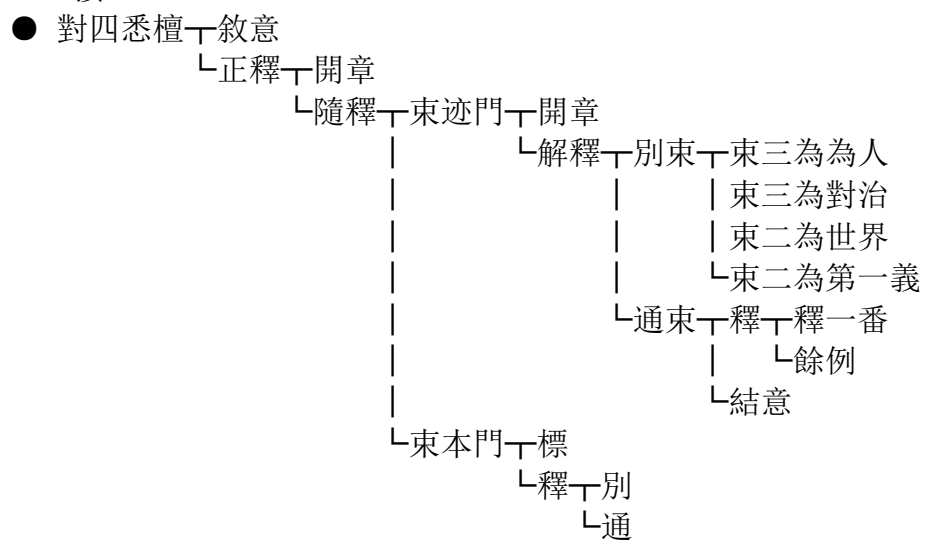 ● 對四悉檀┬敘意
└正釋┬開章
└隨釋┬束迹門┬開章
│ └解釋┬別束┬束三為為人
│ │ │束三為對治
│ │ │束二為世界
│ │ └束二為第一義
│ └通束┬釋┬釋一番
│ │ └餘例
│ └結意
└束本門┬標
└釋┬別
└通